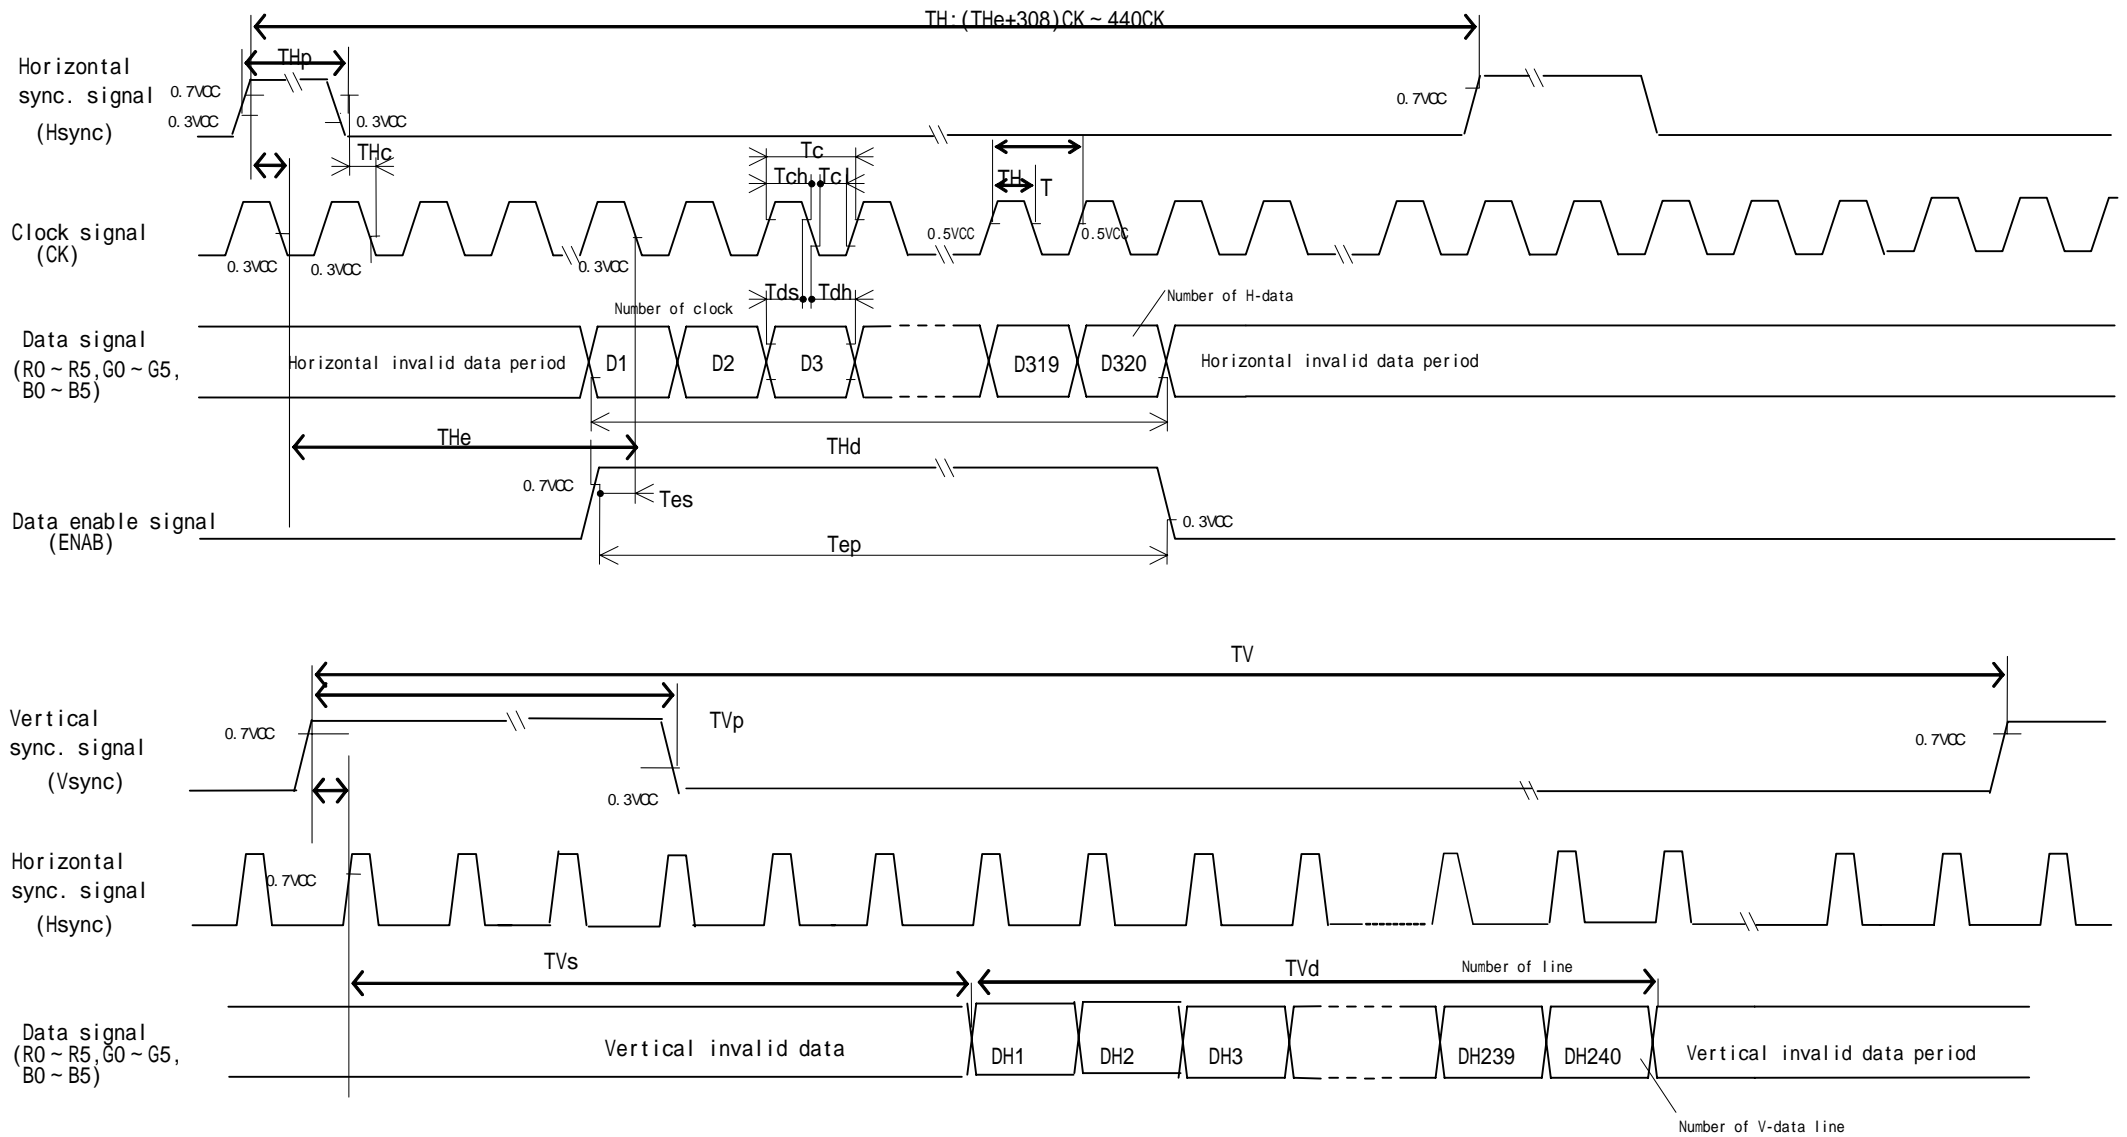 TH:(THe+308)CK~440CK
THp
Horizontal
sync. signal
(Hsync)
0.7VCC
0.3VCC
0.3VCC
0.7VCC
THc
Tc
Tch
Tcl
TH
T
Clock signal
(CK)
0.3VCC
0.3VCC
0.3VCC
0.5VCC
0.5VCC
Tds
Tdh
Number of clock
Number of H-data
Data signal
(R0~R5,G0~G5,
B0~B5)
Horizontal invalid data period
D1
D2
D3
D319
D320
Horizontal invalid data period
THe
THd
0.7VCC
Tes
Data enable signal
(ENAB)
0.3VCC
Tep
TV
Vertical
sync. signal
(Vsync)
0.7VCC
TVp
0.3VCC
0.7VCC
Horizontal
sync. signal
(Hsync)
0.7VCC
TVs
TVd
Number of line
Data signal
(R0~R5,G0~G5,
B0~B5)
Vertical invalid data
DH1
DH2
DH3
DH239
DH240
Vertical invalid data period
Number of V-data line